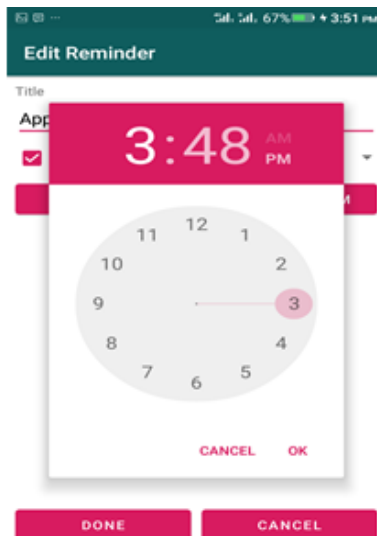 67% 3:51 PM
Edit Reminder
Title
App
3:48 AM
PM
M
12
11 1
10 2
9 3
8 4
7 5
6
CANCEL OK
DONE CANCEL